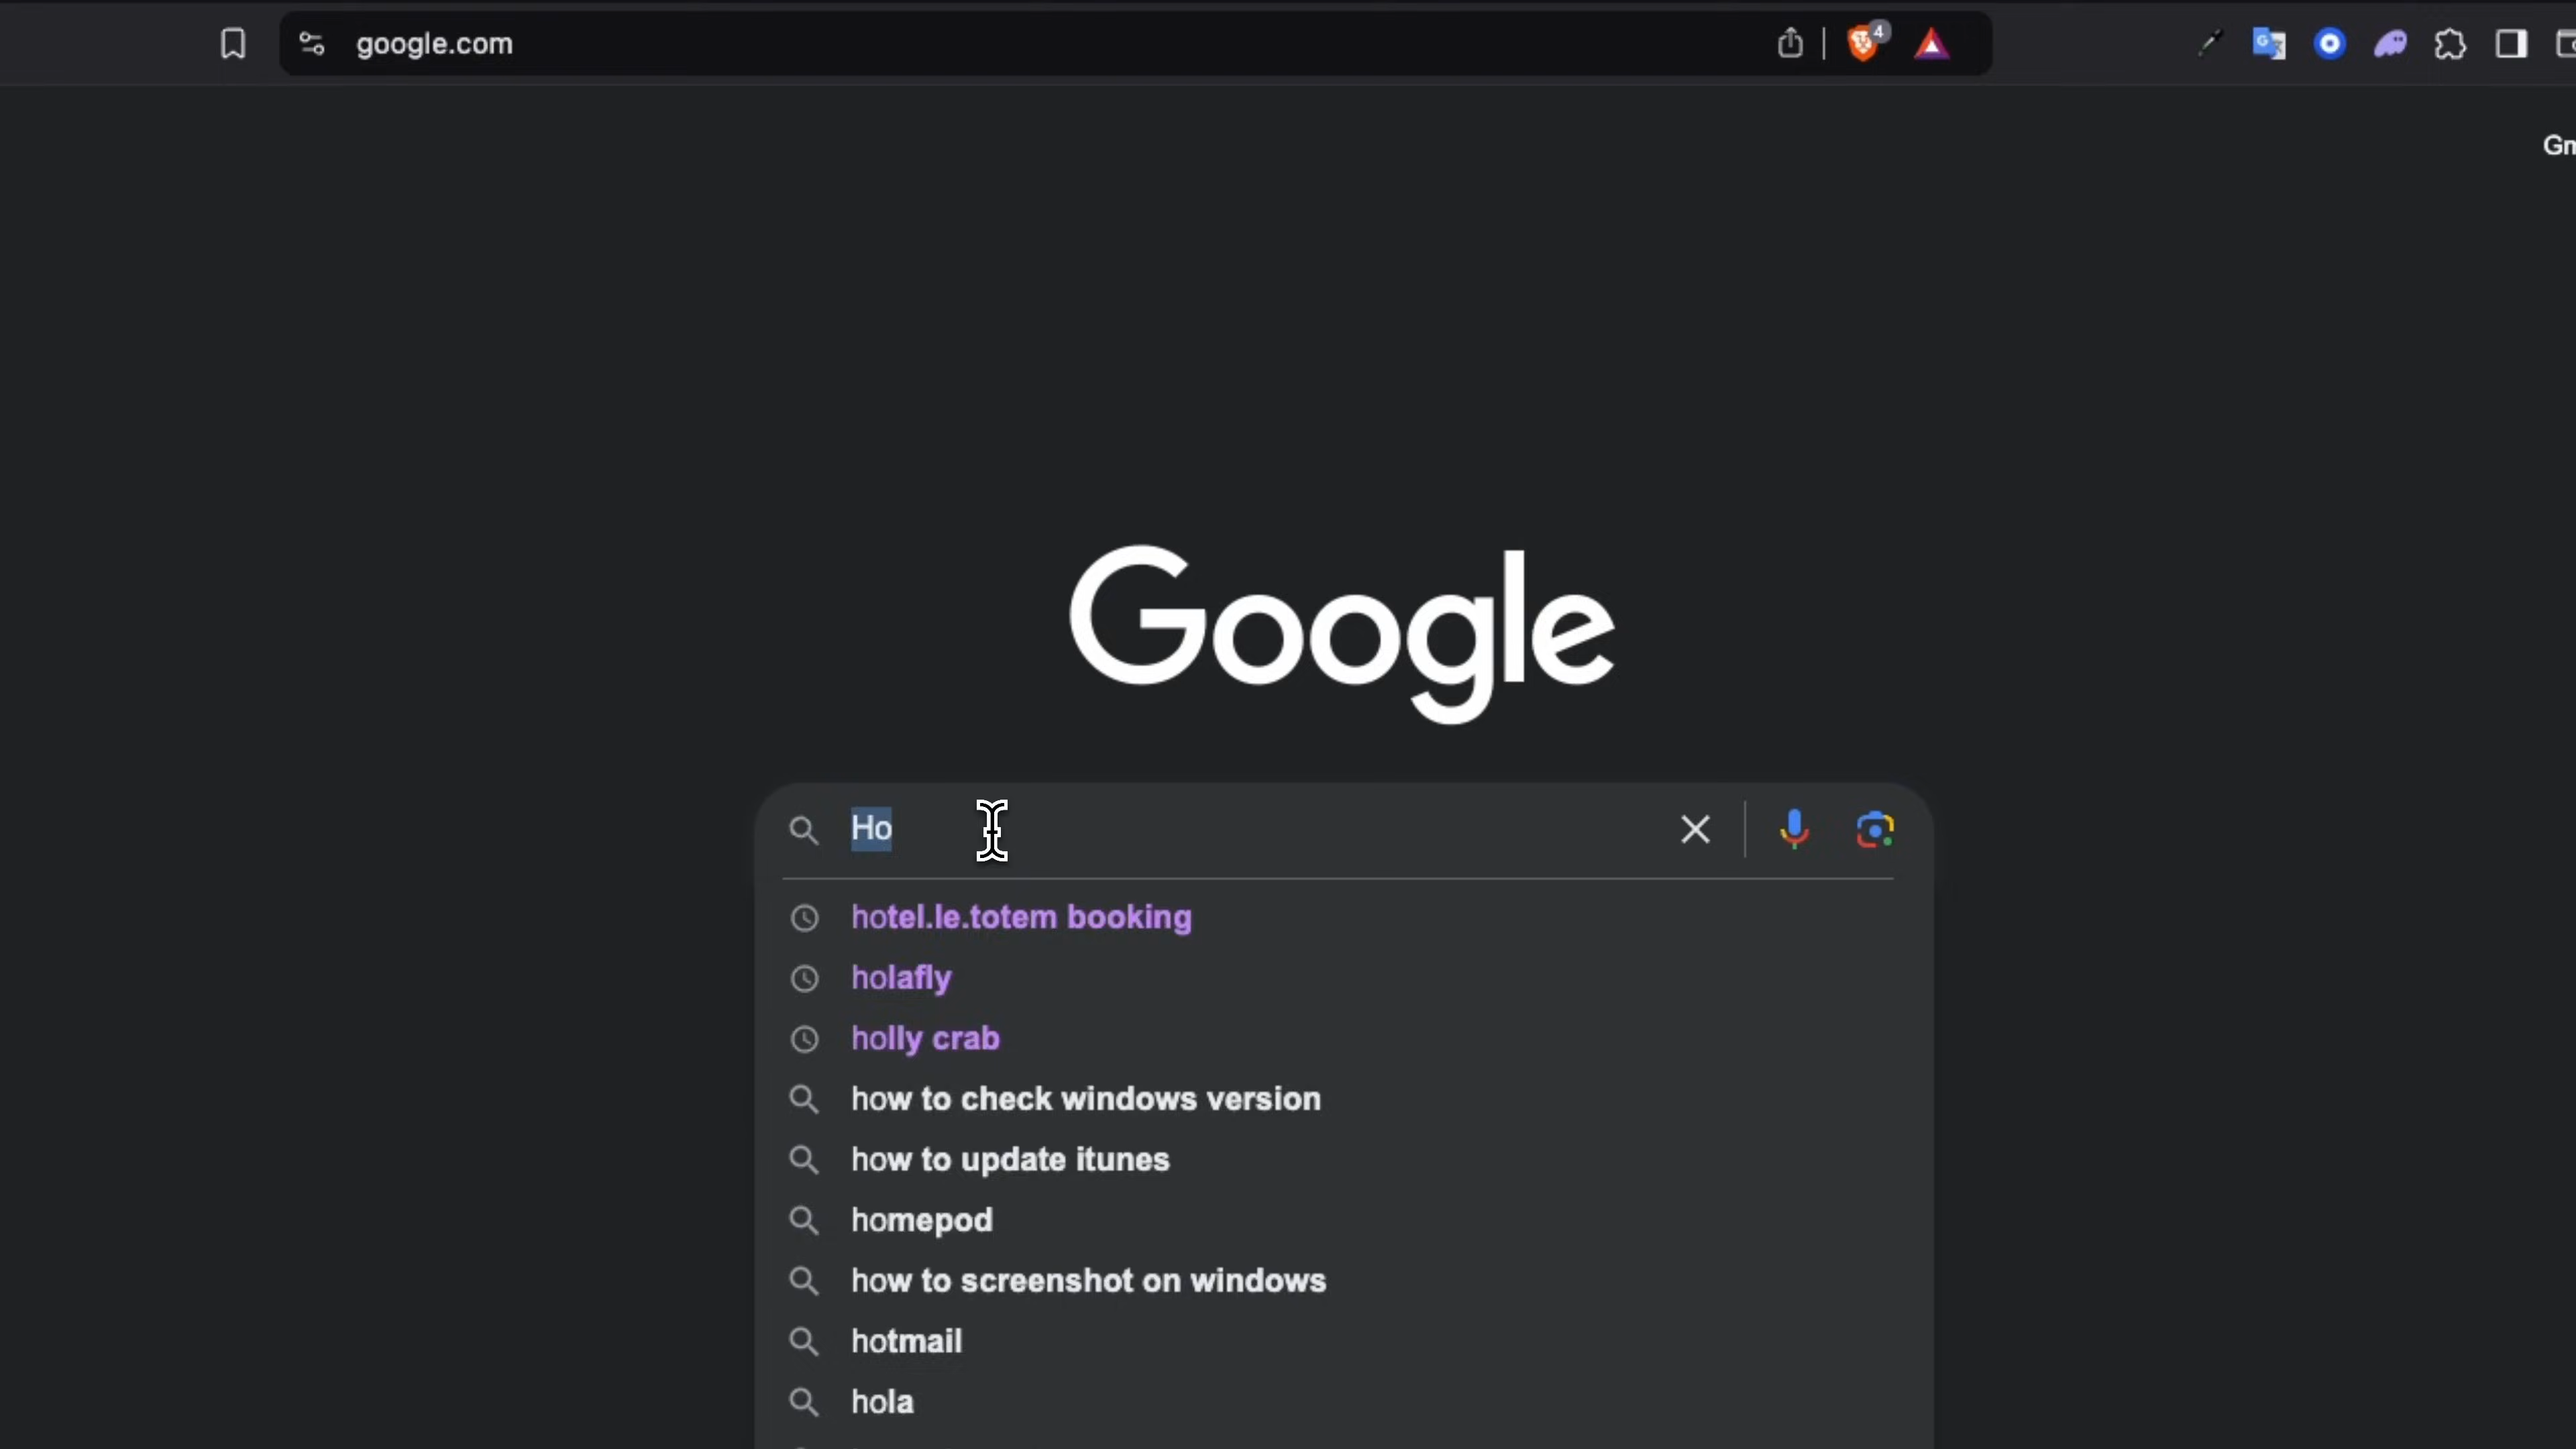 google.com
4
Gm
Google
Ho
hotel.le.totem booking
holafly
holly crab
how to check windows version
how to update itunes
homepod
how to screenshot on windows
hotmail
hola